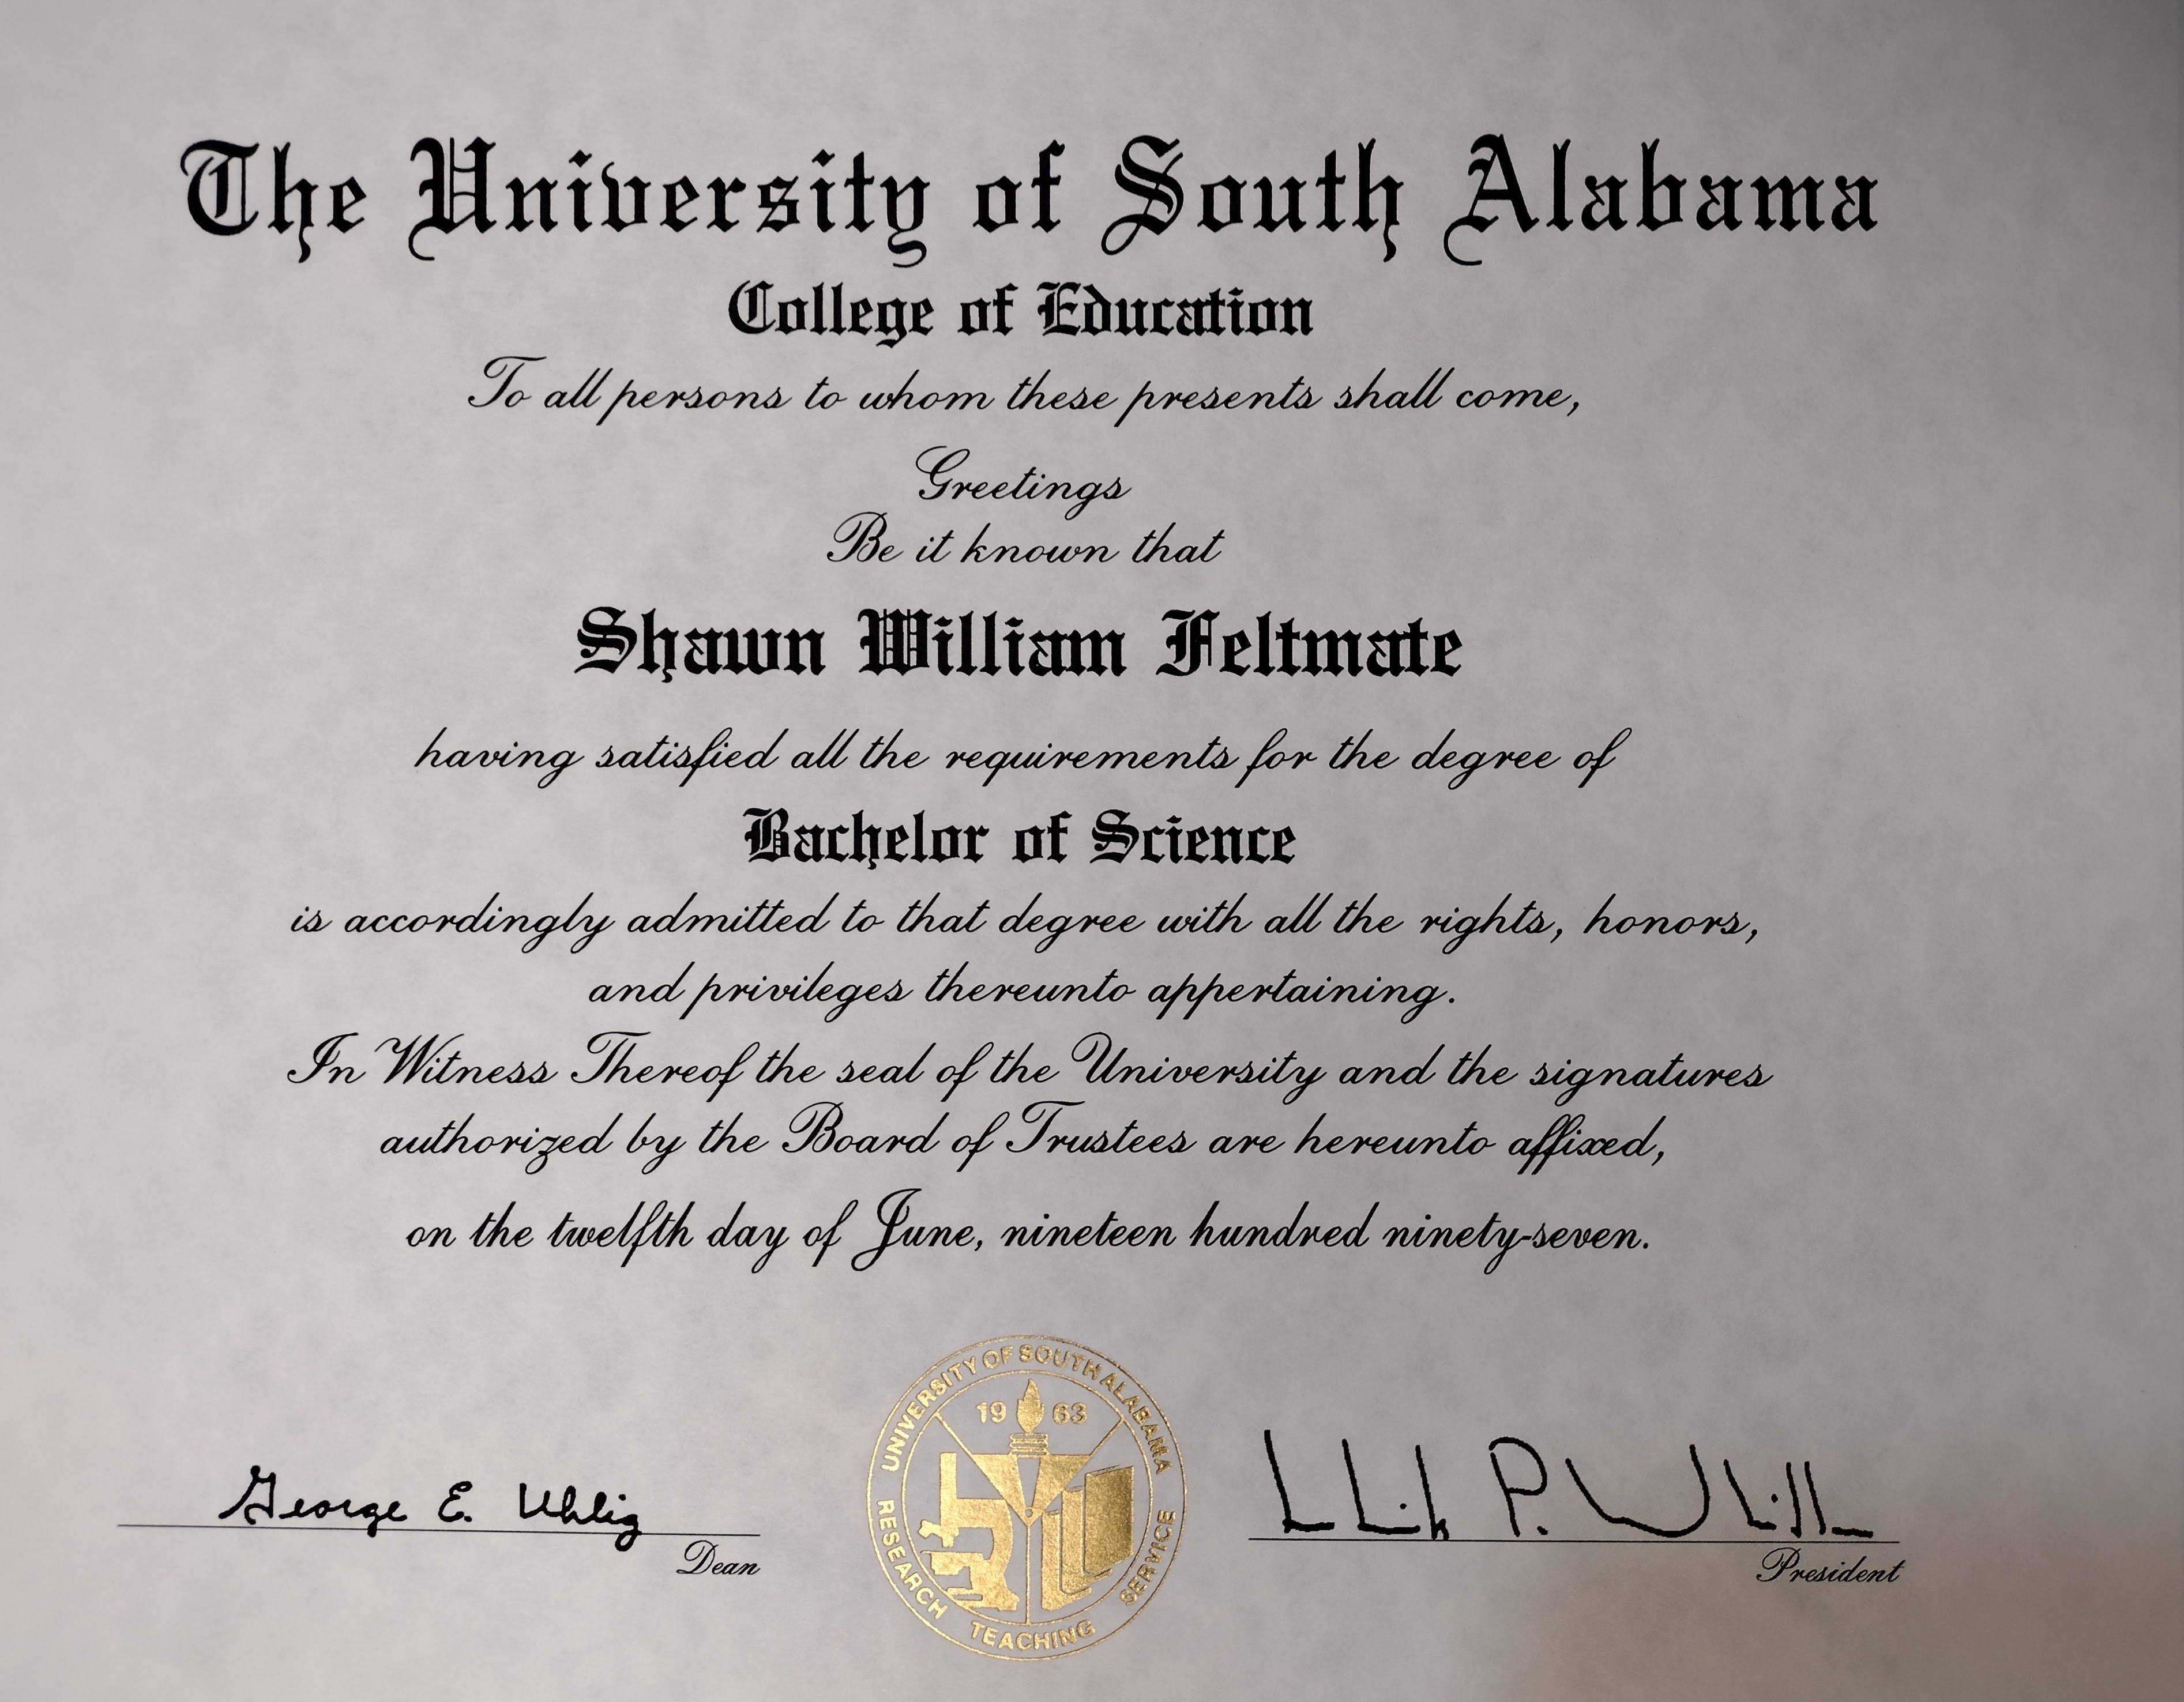 The University of South Alabama
College of Education
To all persons to whom these presents shall come,
Greetings
Be it known that
Shawn William Feltmate
having satisfied all the requirements for the degree of
Bachelor of Science
is accordingly admitted to that degree with all the rights, honors,
and privileges thereunto appertaining.
In Witness Thereof the seal of the University and the signatures
authorized by the Board of Trustees are hereunto affixed,
on the twelfth day of June, nineteen hundred ninety-seven.
UNIVERSITY OF SOUTH ALABAMA
19 63
RESEARCH TEACHING SERVICE
George E. Uhlig
Dean
P.
President